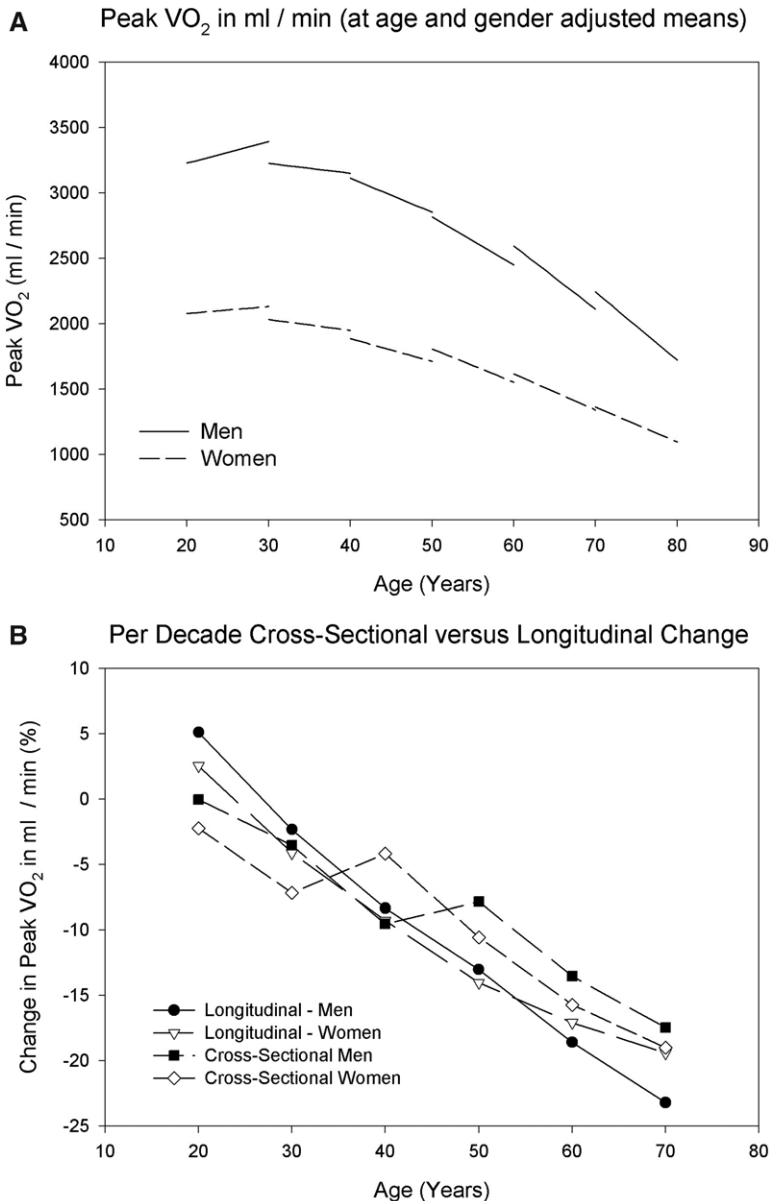 A
Peak VO₂ in ml / min (at age and gender adjusted means)
4000
3500
3000
2500
2000
1500
1000
500
Peak VO₂ (ml / min)
Men
Women
10 20 30 40 50 60 70 80 90
Age (Years)
B
Per Decade Cross-Sectional versus Longitudinal Change
10
5
0
-5
-10
-15
-20
-25
Change in Peak VO₂ in ml / min (%)
Longitudinal - Men
Longitudinal - Women
Cross-Sectional Men
Cross-Sectional Women
10 20 30 40 50 60 70 80
Age (Years)